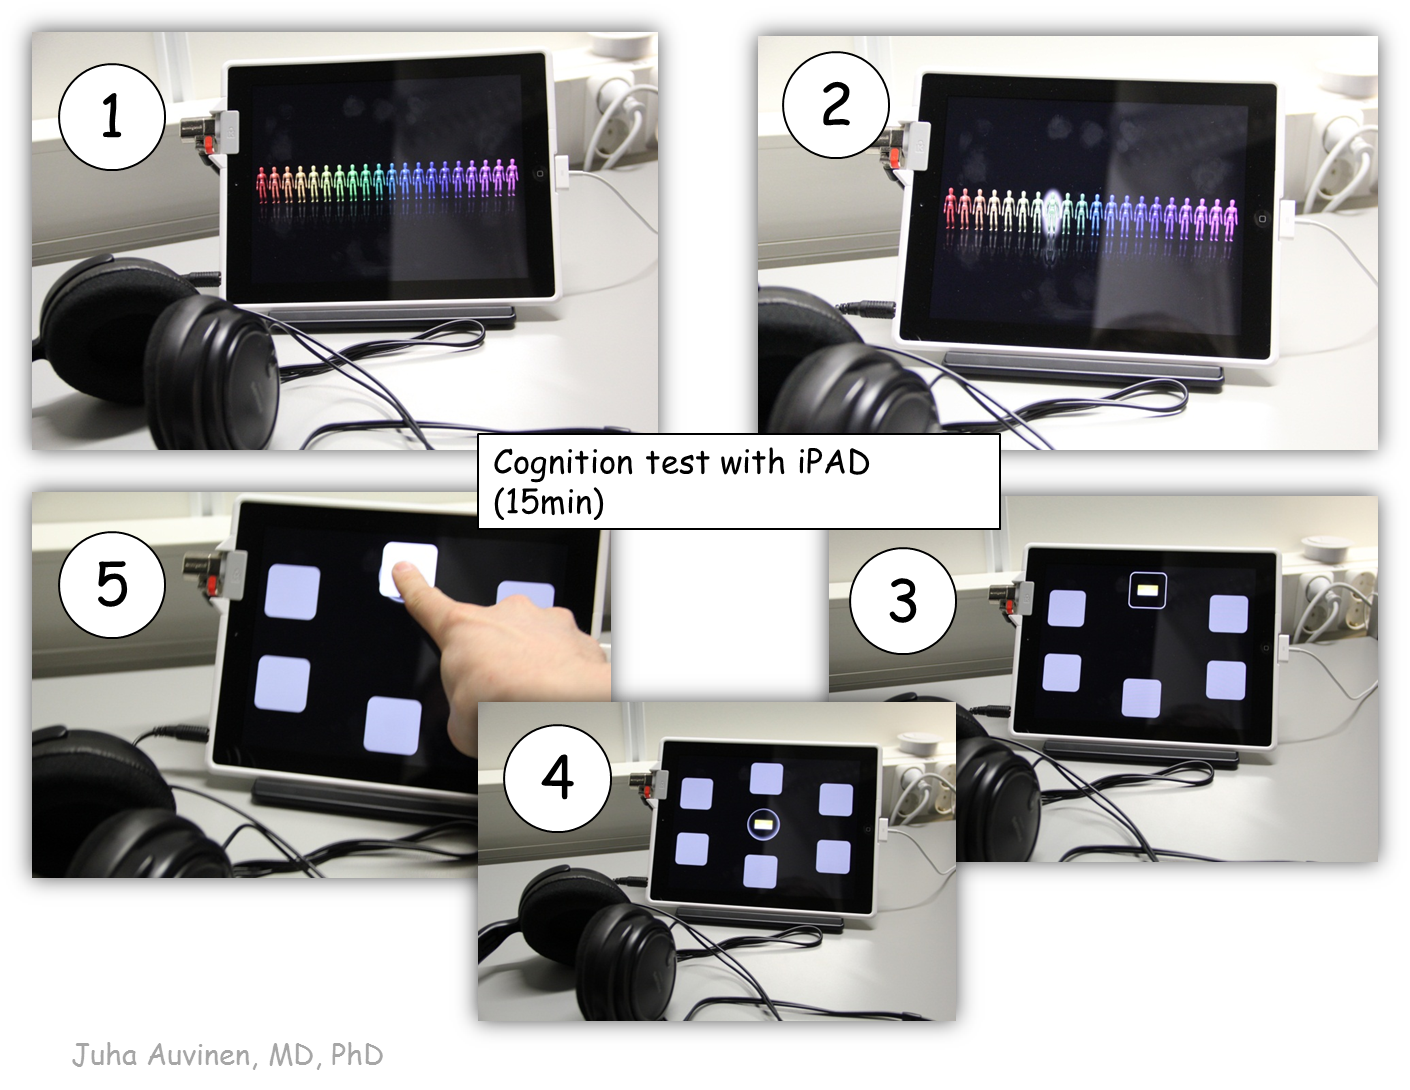 1
2
Cognition test with iPAD
(15min)
5
3
4
Juha Auvinen, MD, PhD